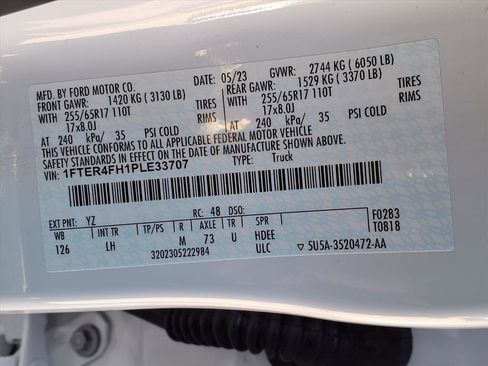 MFD. BY FORD MOTOR CO. DATE: 05/23 GVWR: 2744 KG ( 6050 LB)
FRONT GAWR: 1420 KG ( 3130 LB) REAR GAWR: 1529 KG ( 3370 LB)
WITH 255/65R17 110T TIRES WITH 255/65R17 110T TIRES
17x8.0J RIMS 17x8.0J RIMS
AT 240 kPa/ 35 PSI COLD AT 240 kPa/ 35 PSI COLD
THIS VEHICLE CONFORMS TO ALL APPLICABLE FEDERAL MOTOR VEHICLE
SAFETY AND THEFT PREVENTION STANDARDS IN EFFECT ON THE DATE OF MANUFACTURE SHOWN ABOVE.
VIN: 1FTER4FH1PLE33707 TYPE: Truck
EXT PNT: YZ RC: 48 DSO: F0283
WB INT TR TP/PS R AXLE TR SPR T0818
126 LH M 73 U HDEE
3202305222984 ULC ▽ 5U5A-3520472-AA